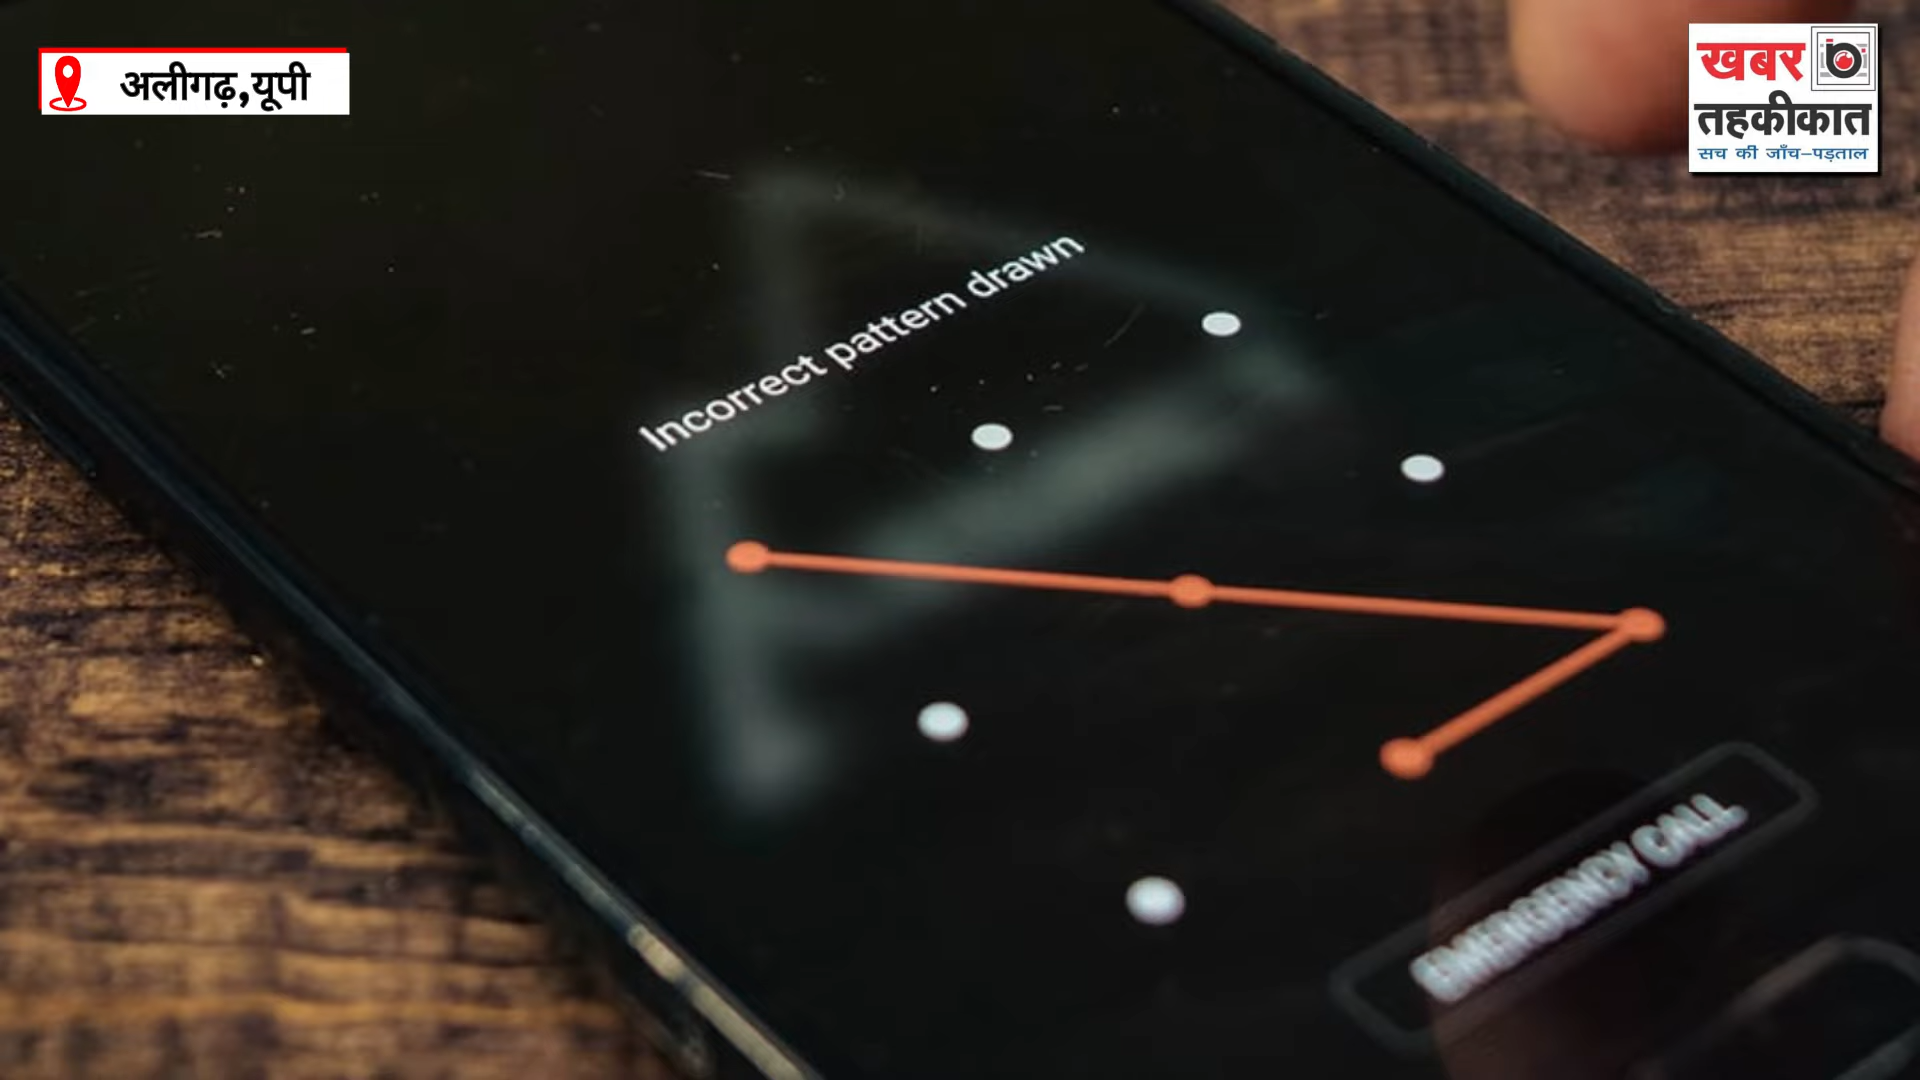 अलीगढ़,यूपी
खबर
तहकीकात
सच की जाँच-पड़ताल
Incorrect pattern drawn
EMERGENCY CALL